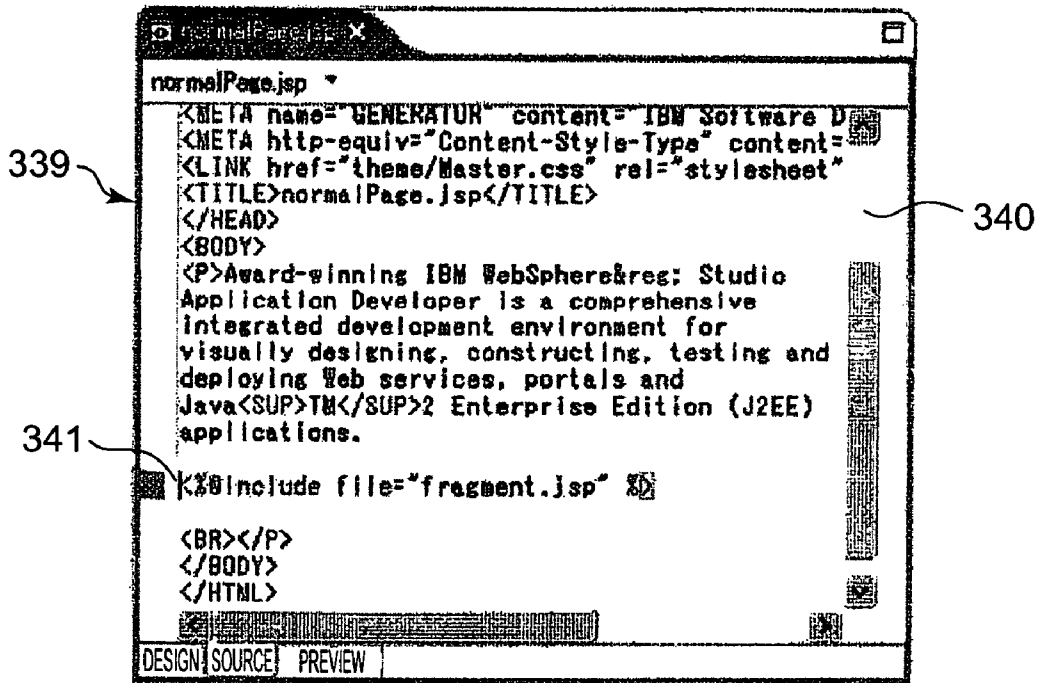 normalPage.jsp
normalPage.jsp
<META name="GENERATOR" content="IBM Software D
<META http-equiv="Content-Style-Type" content=
<LINK href="theme/Master.css" rel="stylesheet"
<TITLE>normalPage.jsp</TITLE>
</HEAD>
<BODY>
<P>Award-winning IBM WebSphere&reg; Studio
Application Developer is a comprehensive
integrated development environment for
visually designing, constructing, testing and
deploying Web services, portals and
Java<SUP>TM</SUP>2 Enterprise Edition (J2EE)
applications.
<%@include file="fragment.jsp" %>
<BR></P>
</BODY>
</HTML>
DESIGN SOURCE PREVIEW
339
340
341